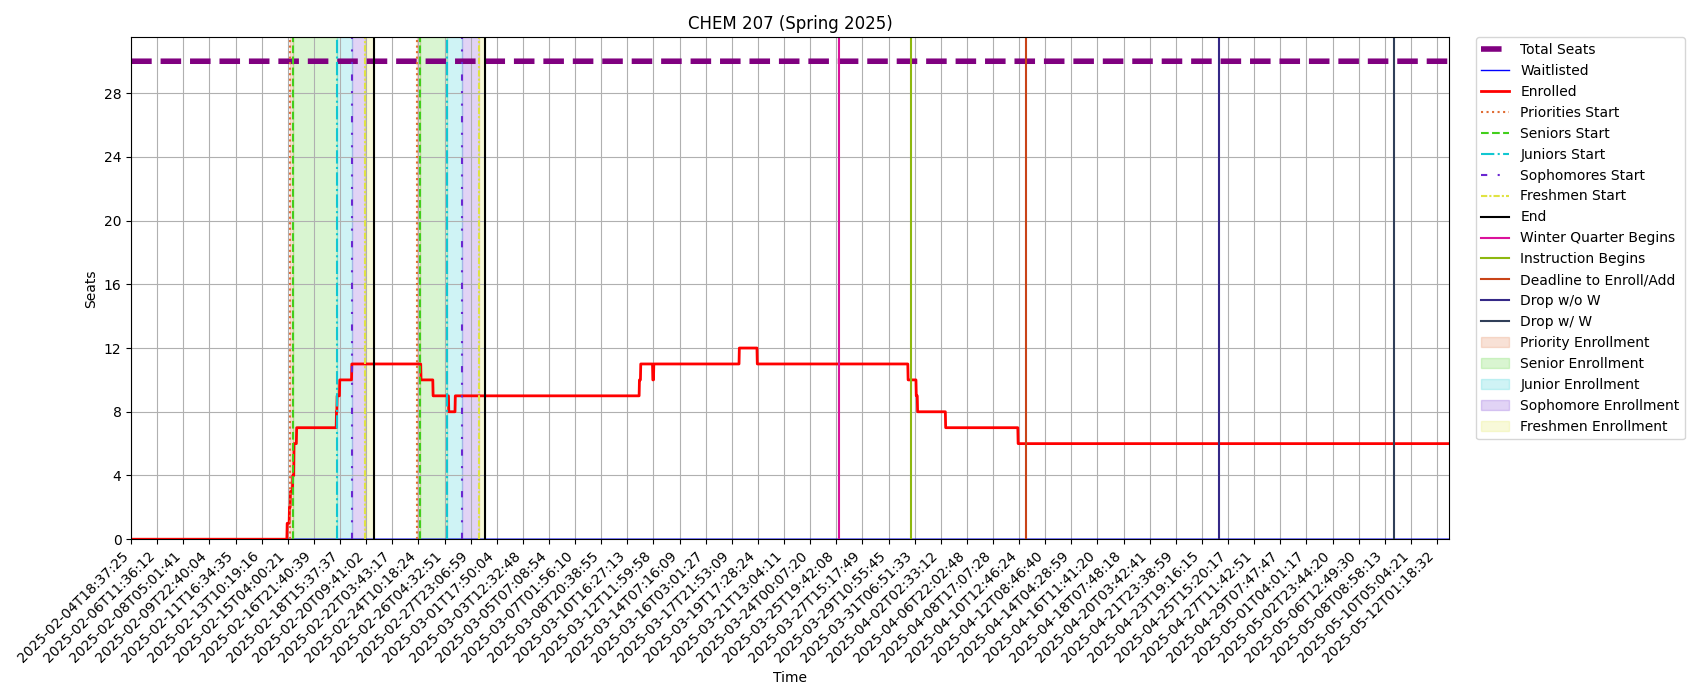 CHEM 207 (Spring 2025)
Seats
28
24
20
16
12
8
4
0
2025-02-04T18:37:25
2025-02-06T11:36:12
2025-02-08T05:01:41
2025-02-09T22:40:04
2025-02-11T16:34:35
2025-02-13T10:19:16
2025-02-15T04:00:21
2025-02-16T21:40:39
2025-02-18T15:37:37
2025-02-20T09:41:02
2025-02-22T03:43:17
2025-02-24T10:18:24
2025-02-26T04:32:51
2025-02-27T23:06:59
2025-03-01T17:50:04
2025-03-03T12:32:48
2025-03-05T07:08:54
2025-03-07T01:56:10
2025-03-08T20:38:55
2025-03-10T16:27:13
2025-03-12T11:59:58
2025-03-14T07:16:09
2025-03-16T03:01:27
2025-03-17T21:53:09
2025-03-19T17:28:24
2025-03-21T13:04:11
2025-03-24T00:07:20
2025-03-25T19:42:08
2025-03-27T15:17:49
2025-03-29T10:55:45
2025-03-31T06:51:33
2025-04-02T02:33:12
2025-04-06T22:02:48
2025-04-08T17:07:28
2025-04-10T12:46:24
2025-04-12T08:46:40
2025-04-14T04:28:59
2025-04-16T11:41:20
2025-04-18T07:48:18
2025-04-20T03:42:41
2025-04-21T23:38:59
2025-04-23T19:16:15
2025-04-25T15:20:17
2025-04-27T11:42:51
2025-04-29T07:47:47
2025-05-01T04:01:17
2025-05-02T23:44:20
2025-05-06T12:49:30
2025-05-08T08:58:13
2025-05-10T05:04:21
2025-05-12T01:18:32
Time
Total Seats
Waitlisted
Enrolled
Priorities Start
Seniors Start
Juniors Start
Sophomores Start
Freshmen Start
End
Winter Quarter Begins
Instruction Begins
Deadline to Enroll/Add
Drop w/o W
Drop w/ W
Priority Enrollment
Senior Enrollment
Junior Enrollment
Sophomore Enrollment
Freshmen Enrollment